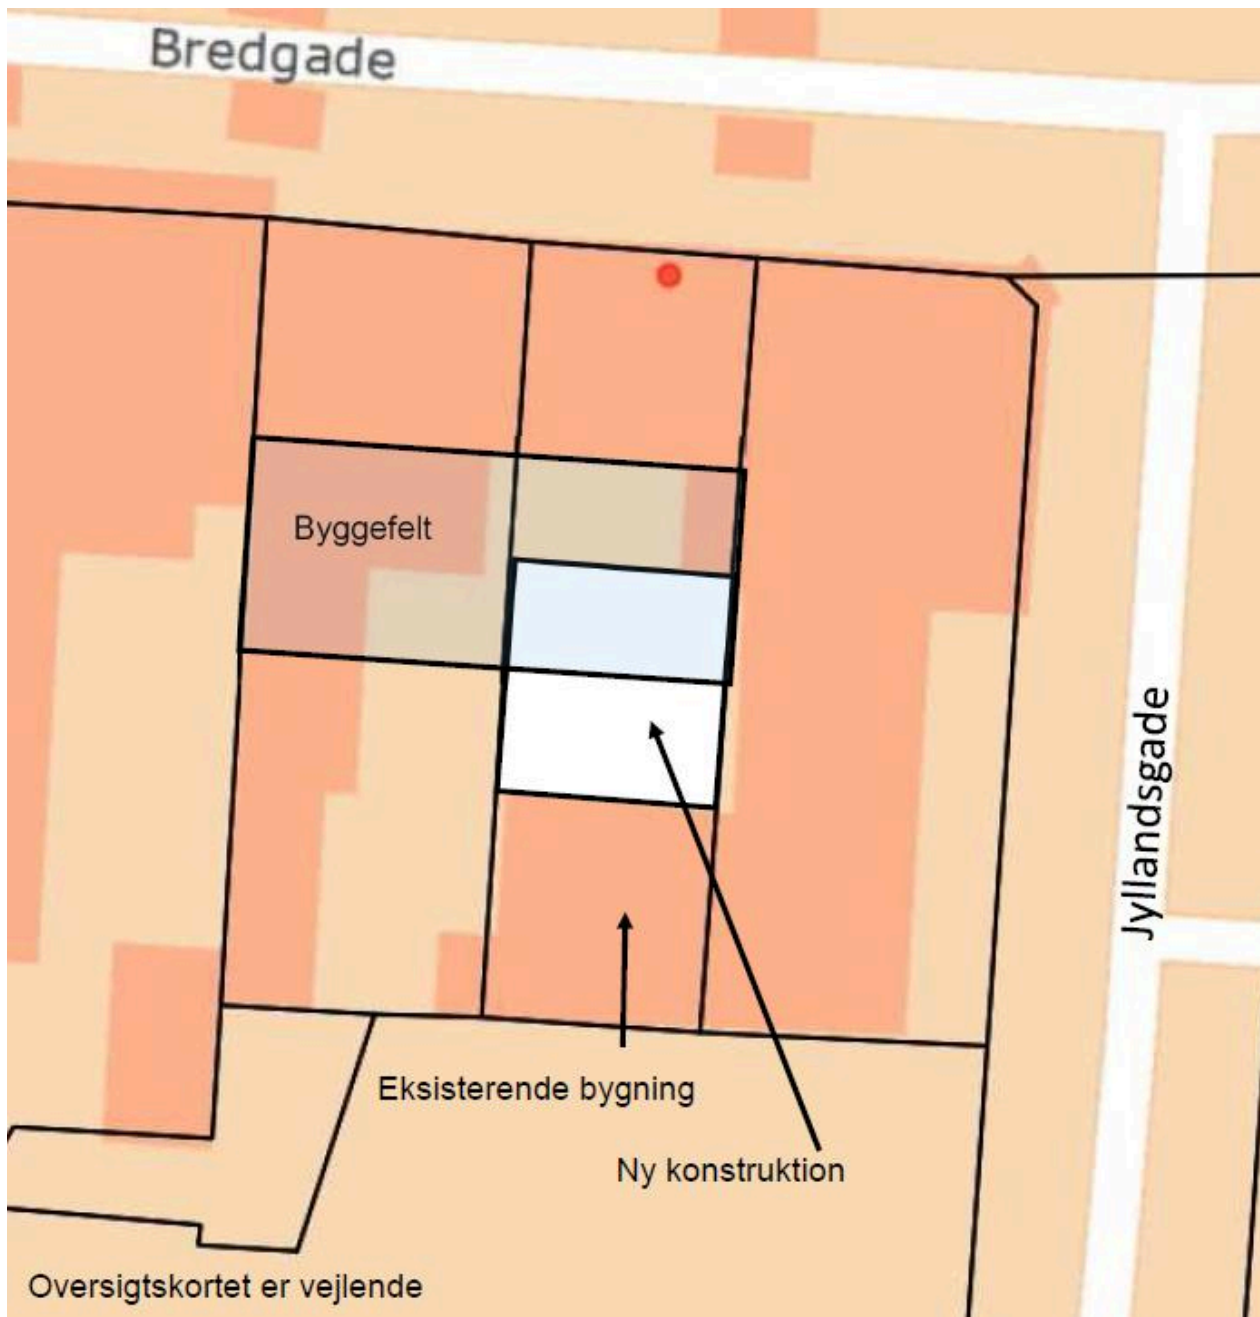 Bredgade
Byggefelt
Jyllandsgade
Eksisterende bygning
Ny konstruktion
Oversigtskortet er vejlende